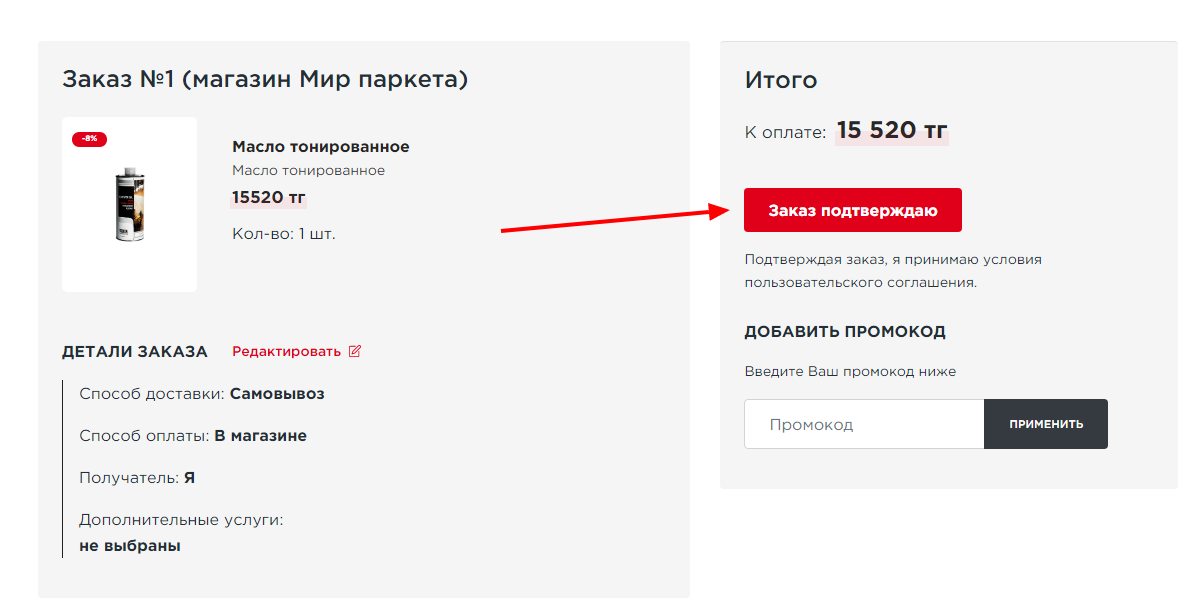 Заказ №1 (магазин Мир паркета)
-8%
Масло тонированное
Масло тонированное
15520 тг
Кол-во: 1 шт.
ДЕТАЛИ ЗАКАЗА
Редактировать
Способ доставки: Самовывоз
Способ оплаты: В магазине
Получатель: Я
Дополнительные услуги:
не выбраны
Итого
К оплате: 15 520 тг
Заказ подтверждаю
Подтверждая заказ, я принимаю условия
пользовательского соглашения.
ДОБАВИТЬ ПРОМОКОД
Введите Ваш промокод ниже
Промокод
ПРИМЕНИТЬ